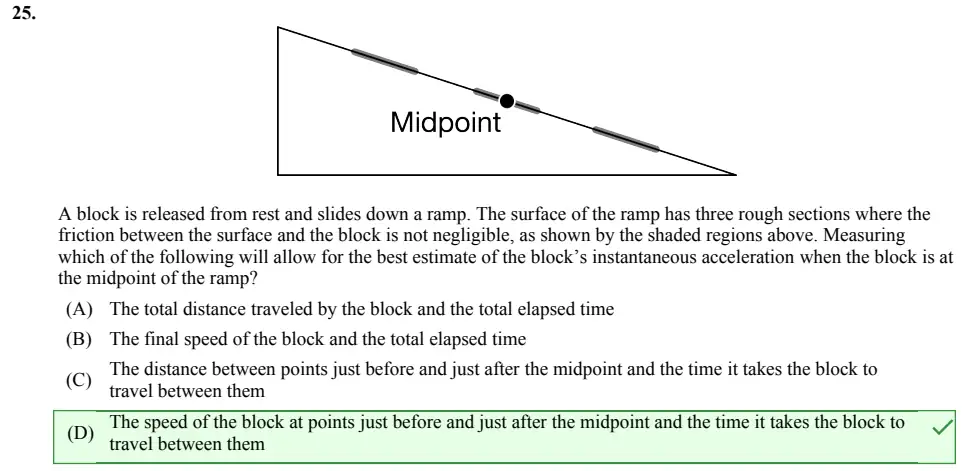 25.
Midpoint
A block is released from rest and slides down a ramp. The surface of the ramp has three rough sections where the
friction between the surface and the block is not negligible, as shown by the shaded regions above. Measuring
which of the following will allow for the best estimate of the block’s instantaneous acceleration when the block is at
the midpoint of the ramp?
(A) The total distance traveled by the block and the total elapsed time
(B) The final speed of the block and the total elapsed time
(C) The distance between points just before and just after the midpoint and the time it takes the block to
travel between them
(D) The speed of the block at points just before and just after the midpoint and the time it takes the block to
travel between them